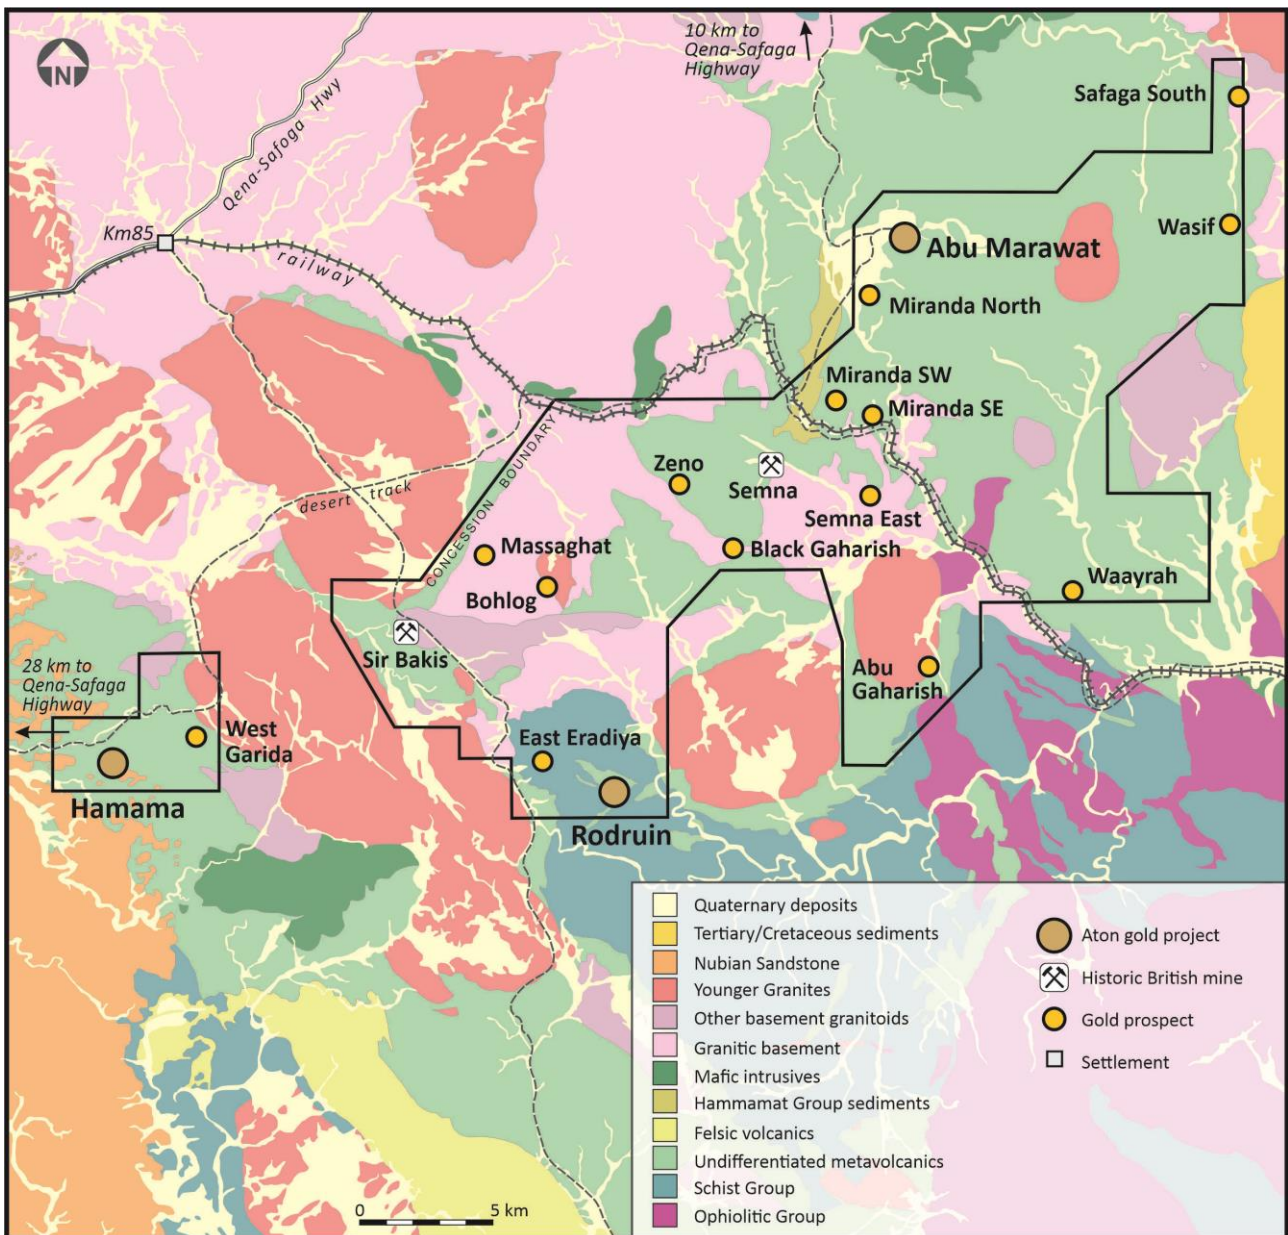 N
10 km to
Qena-Safaga
Highway
Qena-Safoga Hwy
Km85
railway
Safaga South
Wasif
Abu Marawat
Miranda North
Miranda SW
Miranda SE
CONCESSION BOUNDARY
desert track
Zeno
Semna
Semna East
Massaghat
Black Gaharish
Bohlog
Waayrah
Sir Bakis
28 km to
Qena-Safaga
Highway
Abu
Gaharish
West
Garida
East Eradiya
Hamama
Rodruin
Quaternary deposits
Tertiary/Cretaceous sediments
Nubian Sandstone
Younger Granites
Other basement granitoids
Granitic basement
Mafic intrusives
Hammamat Group sediments
Felsic volcanics
Undifferentiated metavolcanics
Schist Group
Ophiolitic Group
Aton gold project
Historic British mine
Gold prospect
Settlement
0 5 km